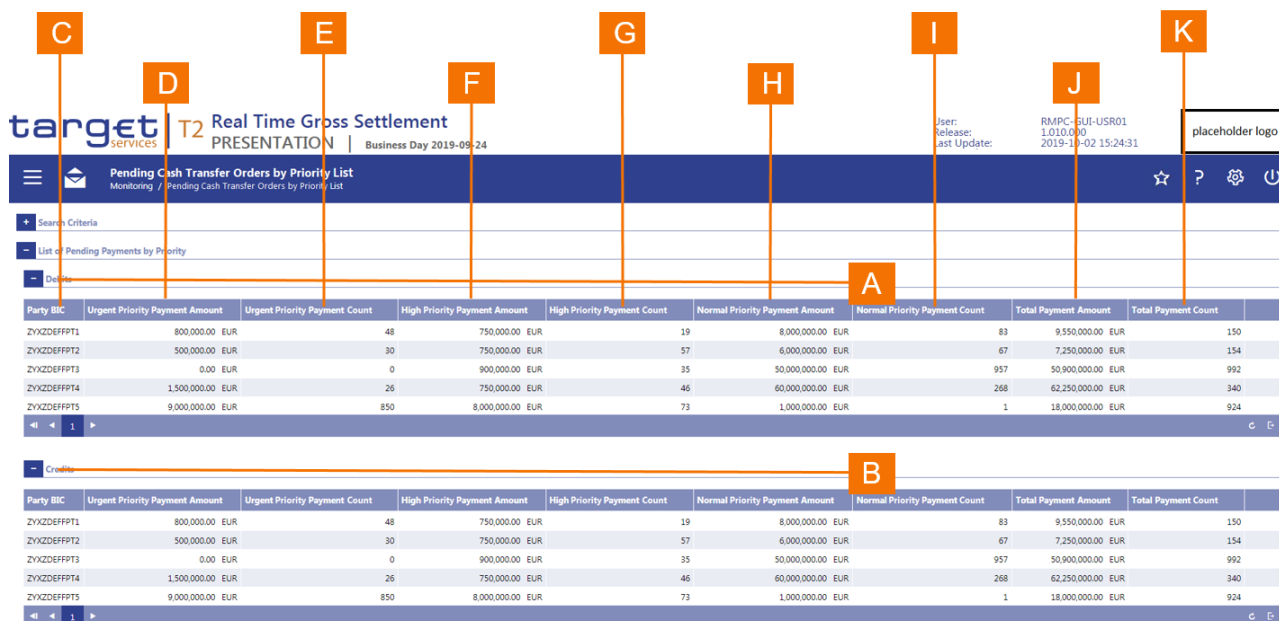 C E G I K
D F H J
target services | T2 Real Time Gross Settlement
PRESENTATION | Business Day 2019-09-24
User: RMPC-GUI-USR01
Release: 1.010.000
Last Update: 2019-10-02 15:24:31
placeholder logo
Pending Cash Transfer Orders by Priority List
Monitoring / Pending Cash Transfer Orders by Priority List
?
+ Search Criteria
− List of Pending Payments by Priority
− Debits
A
Party BIC Urgent Priority Payment Amount Urgent Priority Payment Count High Priority Payment Amount High Priority Payment Count Normal Priority Payment Amount Normal Priority Payment Count Total Payment Amount Total Payment Count
ZYXZDEFFPT1 800,000.00 EUR 48 750,000.00 EUR 19 8,000,000.00 EUR 83 9,550,000.00 EUR 150
ZYXZDEFFPT2 500,000.00 EUR 30 750,000.00 EUR 57 6,000,000.00 EUR 67 7,250,000.00 EUR 154
ZYXZDEFFPT3 0.00 EUR 0 900,000.00 EUR 35 50,000,000.00 EUR 957 50,900,000.00 EUR 992
ZYXZDEFFPT4 1,500,000.00 EUR 26 750,000.00 EUR 46 60,000,000.00 EUR 268 62,250,000.00 EUR 340
ZYXZDEFFPT5 9,000,000.00 EUR 850 8,000,000.00 EUR 73 1,000,000.00 EUR 1 18,000,000.00 EUR 924
1
− Credits
B
Party BIC Urgent Priority Payment Amount Urgent Priority Payment Count High Priority Payment Amount High Priority Payment Count Normal Priority Payment Amount Normal Priority Payment Count Total Payment Amount Total Payment Count
ZYXZDEFFPT1 800,000.00 EUR 48 750,000.00 EUR 19 8,000,000.00 EUR 83 9,550,000.00 EUR 150
ZYXZDEFFPT2 500,000.00 EUR 30 750,000.00 EUR 57 6,000,000.00 EUR 67 7,250,000.00 EUR 154
ZYXZDEFFPT3 0.00 EUR 0 900,000.00 EUR 35 50,000,000.00 EUR 957 50,900,000.00 EUR 992
ZYXZDEFFPT4 1,500,000.00 EUR 26 750,000.00 EUR 46 60,000,000.00 EUR 268 62,250,000.00 EUR 340
ZYXZDEFFPT5 9,000,000.00 EUR 850 8,000,000.00 EUR 73 1,000,000.00 EUR 1 18,000,000.00 EUR 924
1